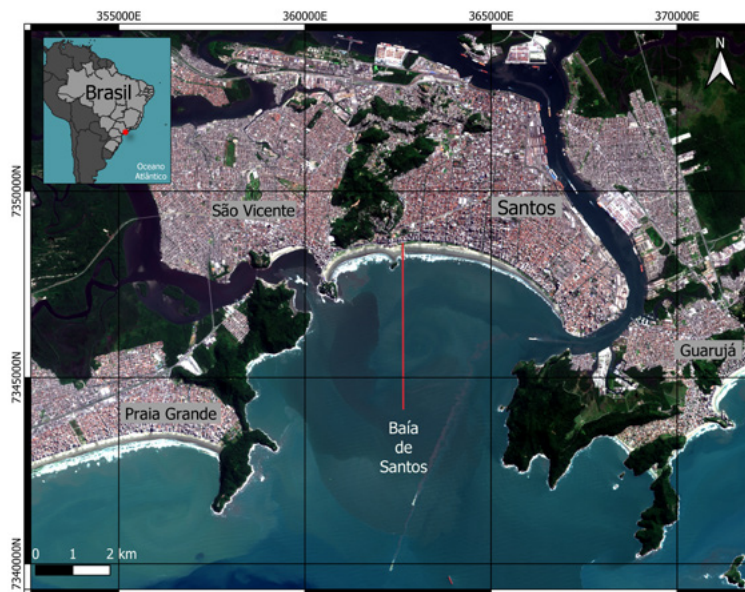 355000E 360000E 365000E 370000E
N
Brasil
Oceano
Atlântico
7350000N
São Vicente
Santos
7345000N
Guarujá
Praia Grande
Baía
de
Santos
7340000N
0 1 2 km